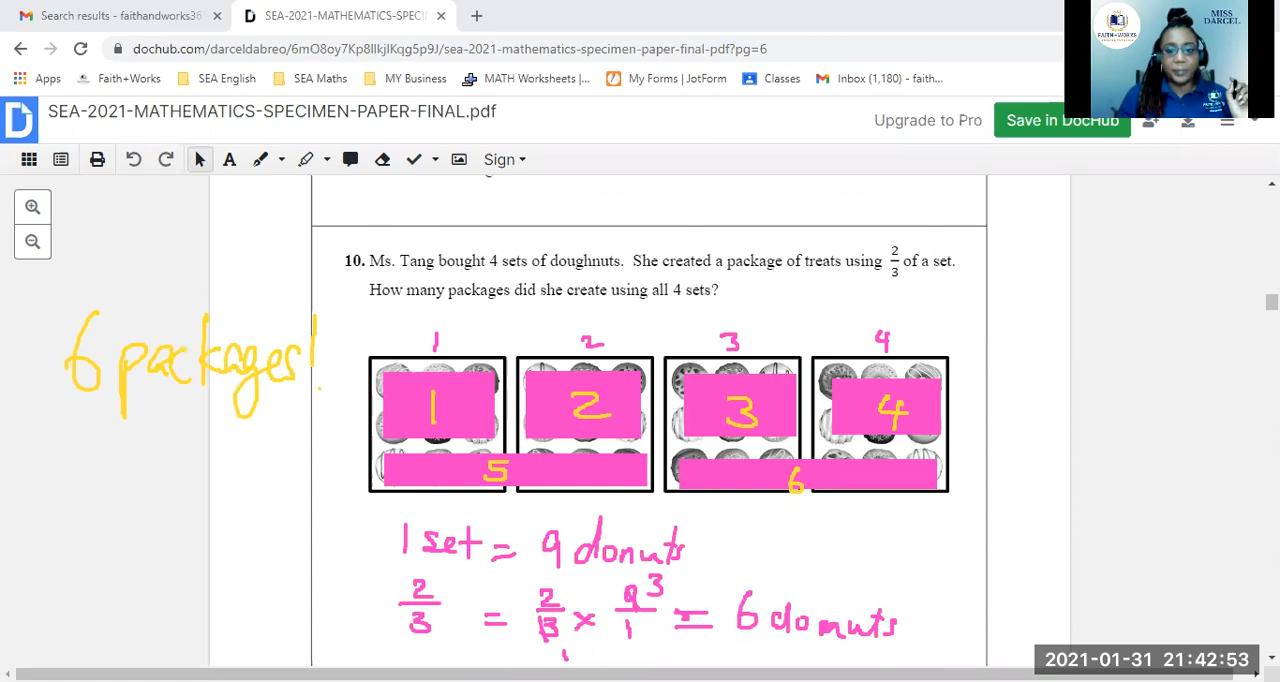 Search results - faithandworks36
SEA-2021-MATHEMATICS-SPECI
dochub.com/darceldabreo/6mO8oy7Kp8llkjlKqg5p9J/sea-2021-mathematics-specimen-paper-final-pdf?pg=6
Apps
Faith+Works
SEA English
SEA Maths
MY Business
MATH Worksheets |...
My Forms | JotForm
Classes
Inbox (1,180) - faith...
MISS
DARCEL
FAITH+WORKS
SEA-2021-MATHEMATICS-SPECIMEN-PAPER-FINAL.pdf
Upgrade to Pro
Save in DocHub
A
Sign
10. Ms. Tang bought 4 sets of doughnuts. She created a package of treats using 2/3 of a set.
How many packages did she create using all 4 sets?
6 packages!
1 2 3 4
1 2 3 4
5 6
1 set = 9 donuts
2/3 = 2/3 1 × 9 3/1 = 6 donuts
2021-01-31 21:42:53